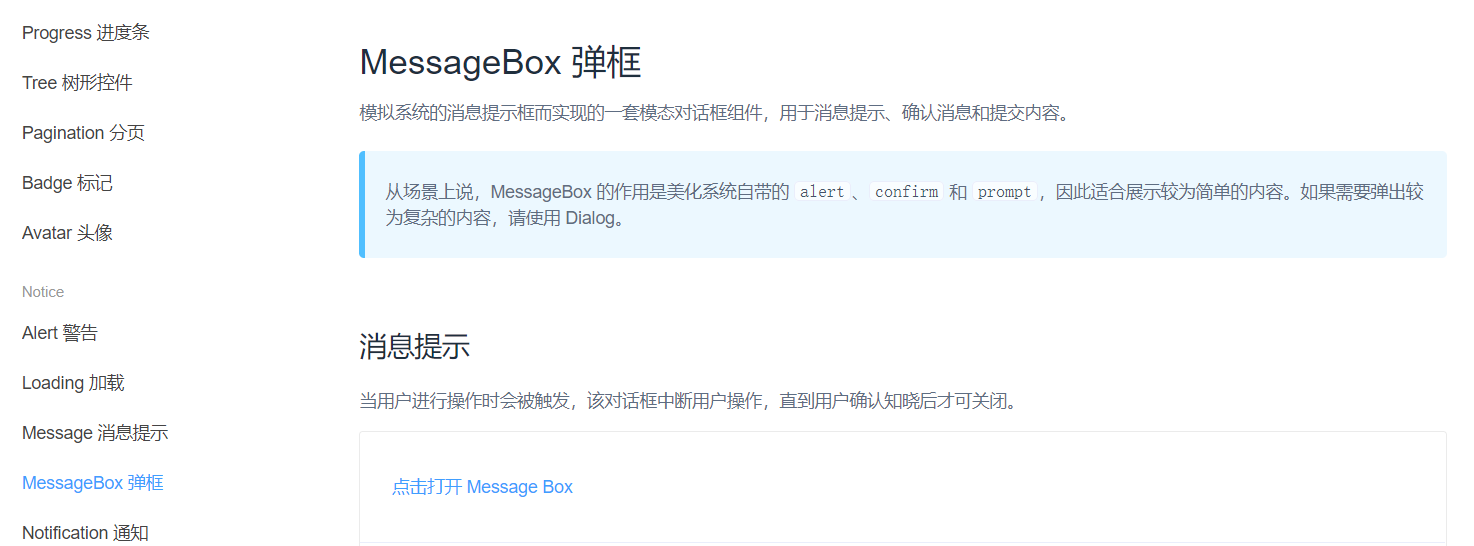 Progress 进度条
Tree 树形控件
Pagination 分页
Badge 标记
Avatar 头像
Notice
Alert 警告
Loading 加载
Message 消息提示
MessageBox 弹框
Notification 通知
MessageBox 弹框
模拟系统的消息提示框而实现的一套模态对话框组件，用于消息提示、确认消息和提交内容。
从场景上说，MessageBox 的作用是美化系统自带的 alert、confirm 和 prompt，因此适合展示较为简单的内容。如果需要弹出较
为复杂的内容，请使用 Dialog。
消息提示
当用户进行操作时会被触发，该对话框中断用户操作，直到用户确认知晓后才可关闭。
点击打开 Message Box